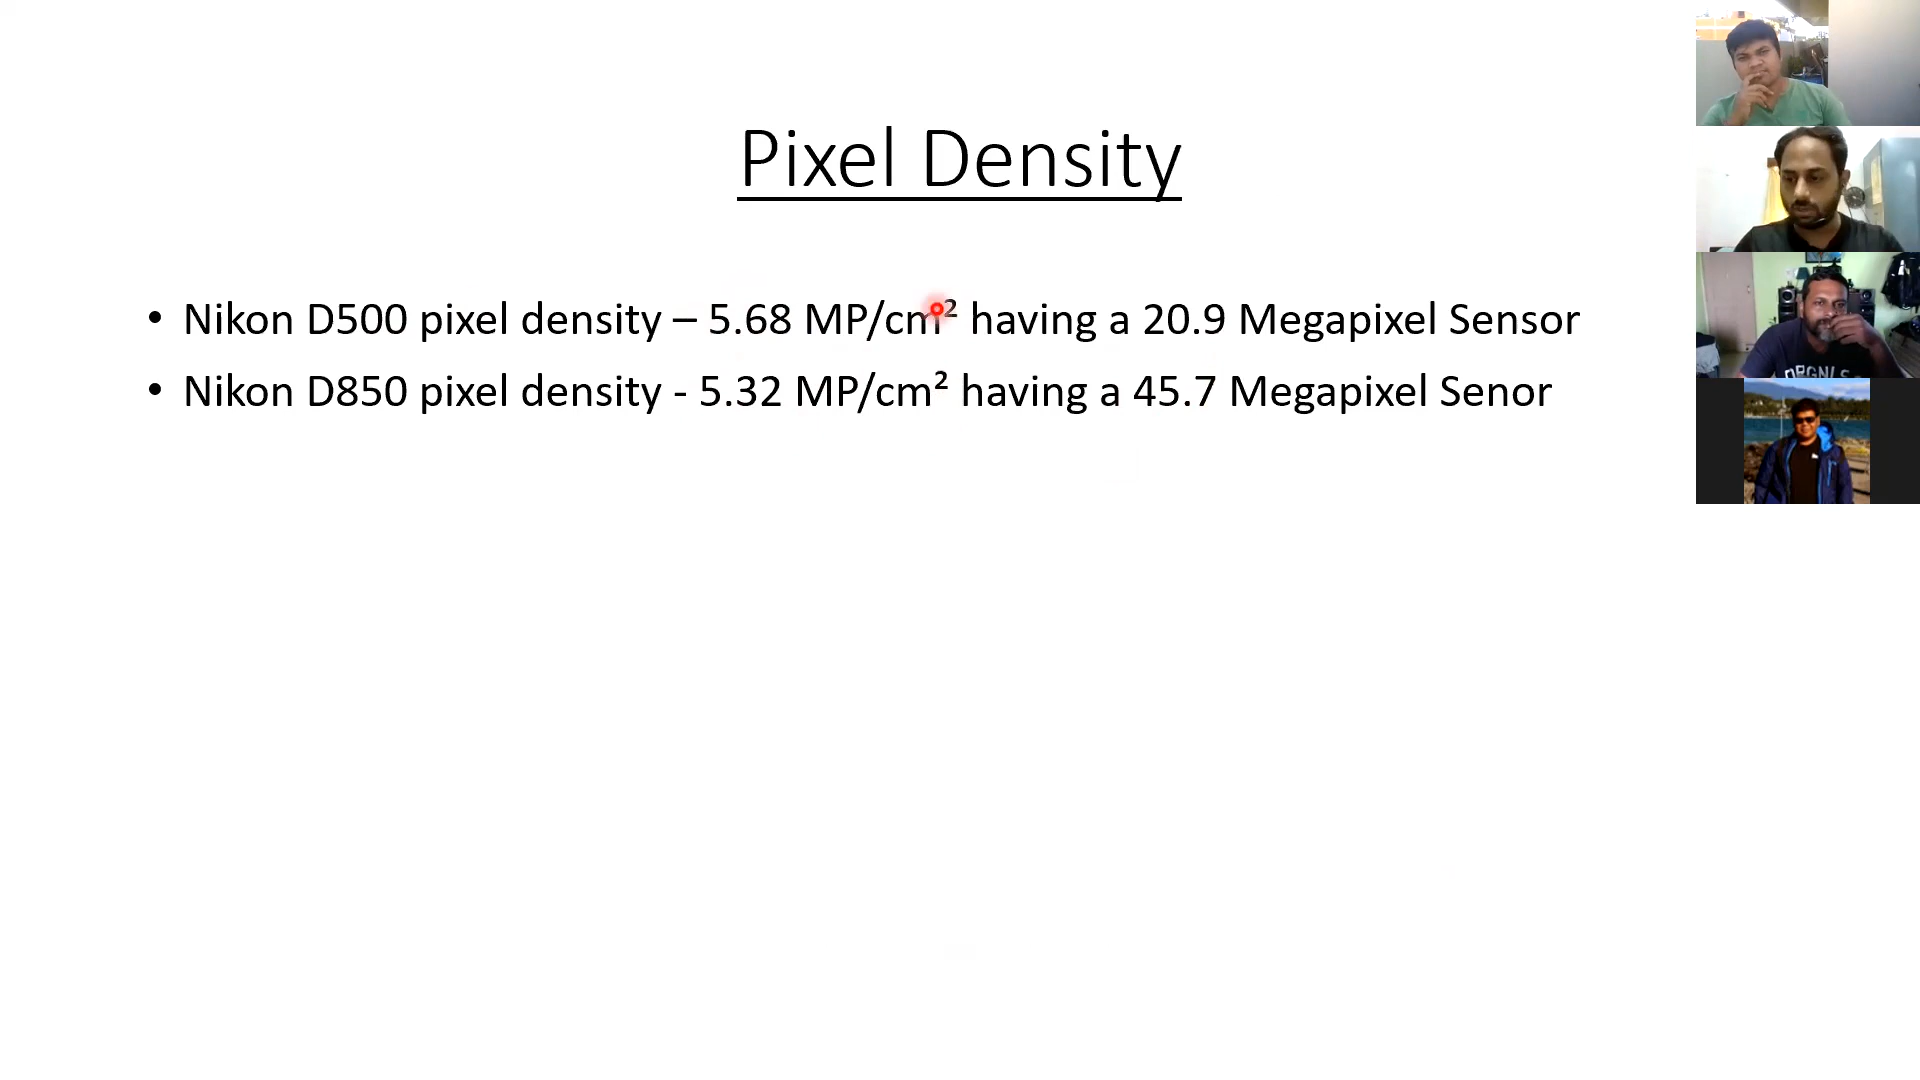 Pixel Density
• Nikon D500 pixel density – 5.68 MP/cm² having a 20.9 Megapixel Sensor
• Nikon D850 pixel density - 5.32 MP/cm² having a 45.7 Megapixel Senor